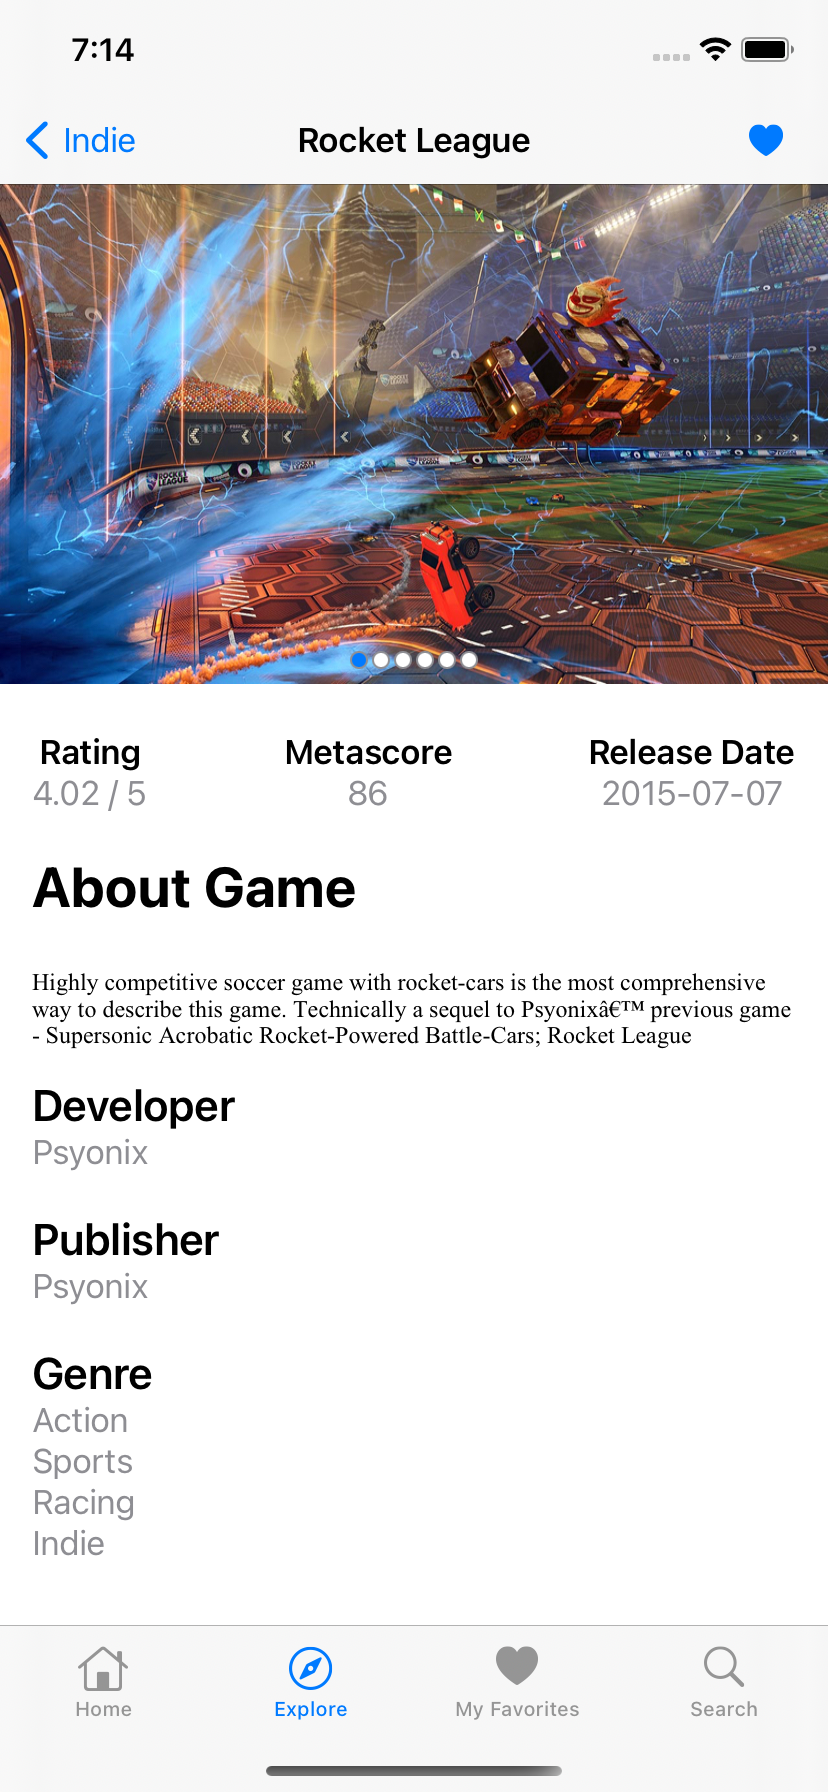 7:14
Indie
Rocket League
ROCKET
LEAGUE
Rating
Metascore
Release Date
4.02 / 5
86
2015-07-07
About Game
Highly competitive soccer game with rocket-cars is the most comprehensive
way to describe this game. Technically a sequel to Psyonixâ€™ previous game
- Supersonic Acrobatic Rocket-Powered Battle-Cars; Rocket League
Developer
Psyonix
Publisher
Psyonix
Genre
Action
Sports
Racing
Indie
Home
Explore
My Favorites
Search